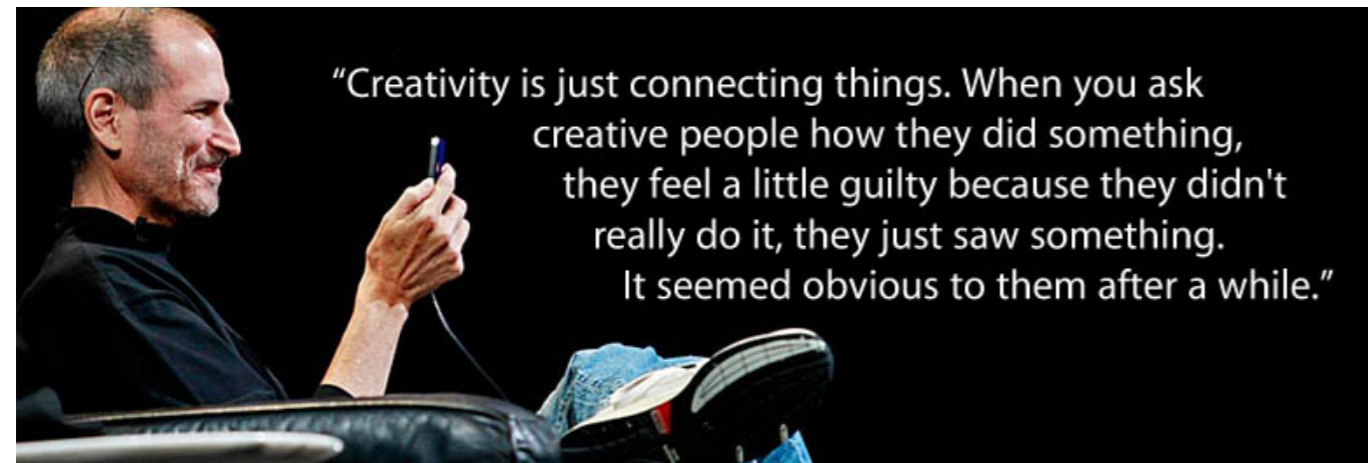 “Creativity is just connecting things. When you ask
creative people how they did something,
they feel a little guilty because they didn't
really do it, they just saw something.
It seemed obvious to them after a while.”